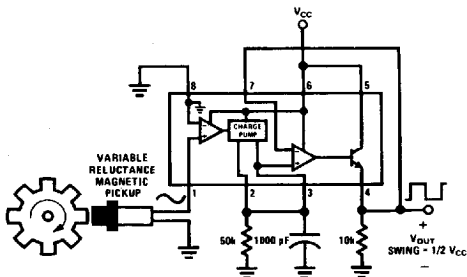 VCC
8
7
6
5
CHARGE
PUMP
VARIABLE
RELUCTANCE
MAGNETIC
PICKUP
1
2
3
4
50k
1000 pF
10k
+
VOUT
SWING - 1/2 VCC
−